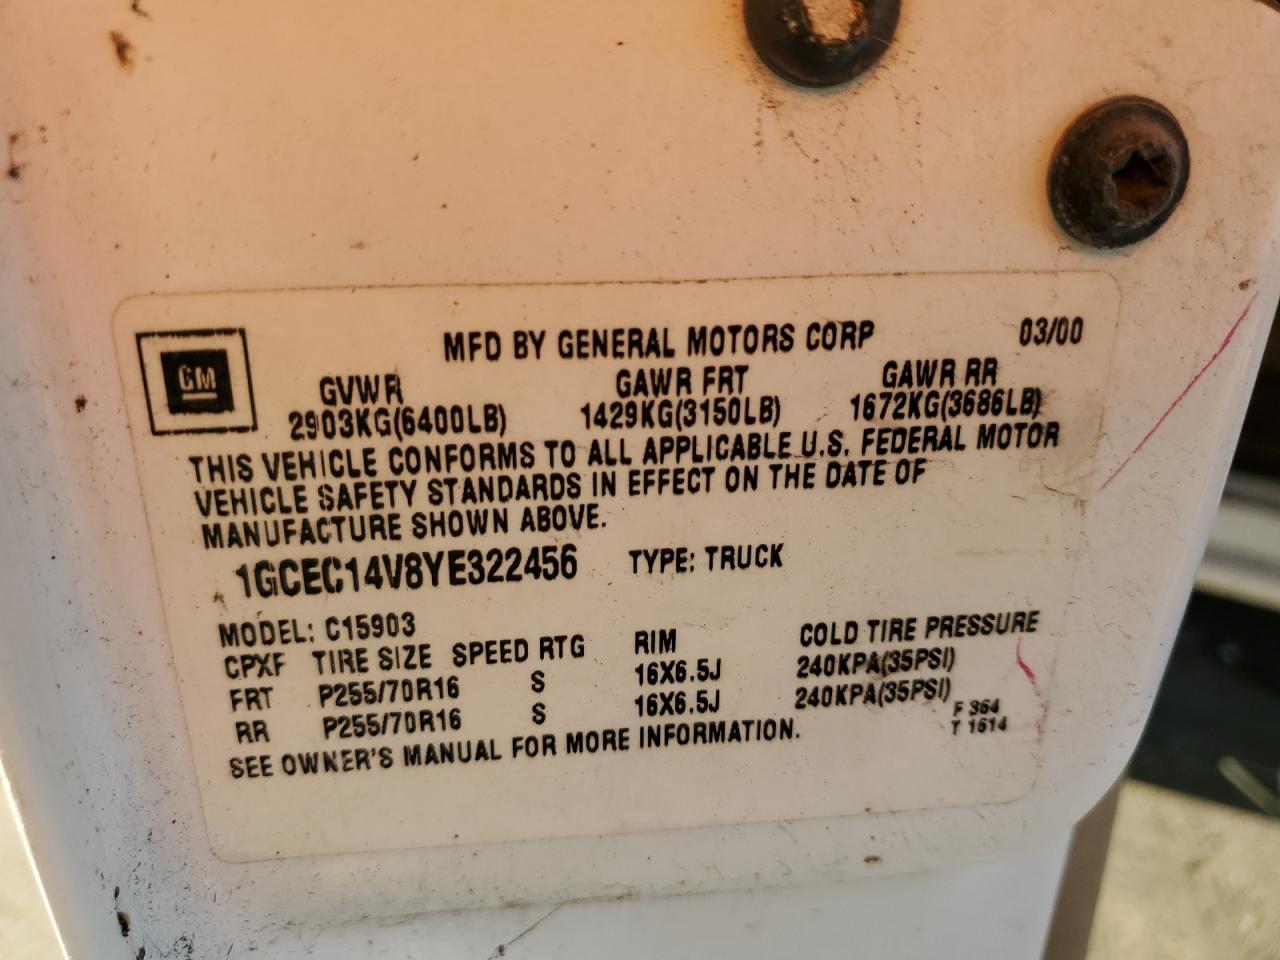 GM
MFD BY GENERAL MOTORS CORP 03/00
GVWR GAWR FRT GAWR RR
2903KG(6400LB) 1429KG(3150LB) 1672KG(3686LB)
THIS VEHICLE CONFORMS TO ALL APPLICABLE U.S. FEDERAL MOTOR
VEHICLE SAFETY STANDARDS IN EFFECT ON THE DATE OF
MANUFACTURE SHOWN ABOVE.
1GCEC14V8YE322456 TYPE: TRUCK
MODEL: C15903
CPXF TIRE SIZE SPEED RTG RIM COLD TIRE PRESSURE
FRT P255/70R16 S 16X6.5J 240KPA(35PSI)
RR P255/70R16 S 16X6.5J 240KPA(35PSI)
SEE OWNER'S MANUAL FOR MORE INFORMATION.
F 364
T 1614